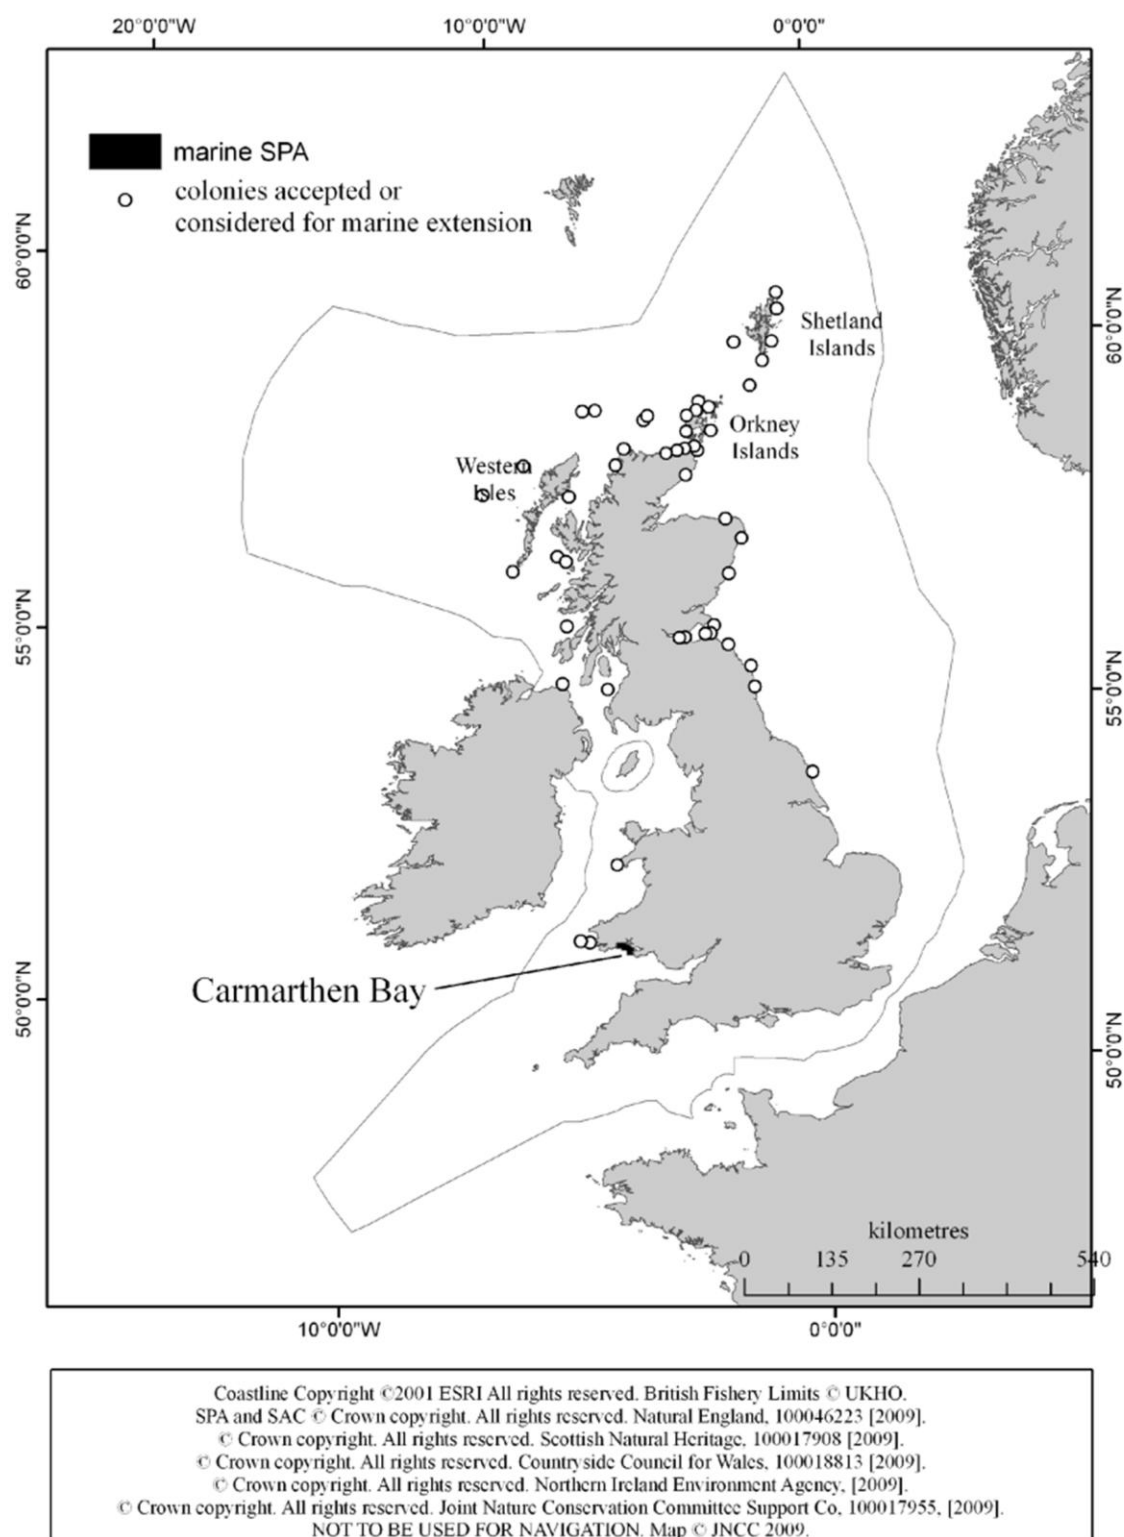 20°0'0"W 10°0'0"W 0°0'0"
marine SPA
colonies accepted or
considered for marine extension
60°0'0"N
60°0'0"N
Shetland
Islands
Orkney
Islands
Western
Isles
55°0'0"N
55°0'0"N
Carmarthen Bay
50°0'0"N
50°0'0"N
kilometres
0 135 270 540
10°0'0"W 0°0'0"
Coastline Copyright ©2001 ESRI All rights reserved. British Fishery Limits © UKHO.
SPA and SAC © Crown copyright. All rights reserved. Natural England, 100046223 [2009].
© Crown copyright. All rights reserved. Scottish Natural Heritage, 100017908 [2009].
© Crown copyright. All rights reserved. Countryside Council for Wales, 100018813 [2009].
© Crown copyright. All rights reserved. Northern Ireland Environment Agency, [2009].
© Crown copyright. All rights reserved. Joint Nature Conservation Committee Support Co, 100017955, [2009].
NOT TO BE USED FOR NAVIGATION. Map © JNCC 2009.